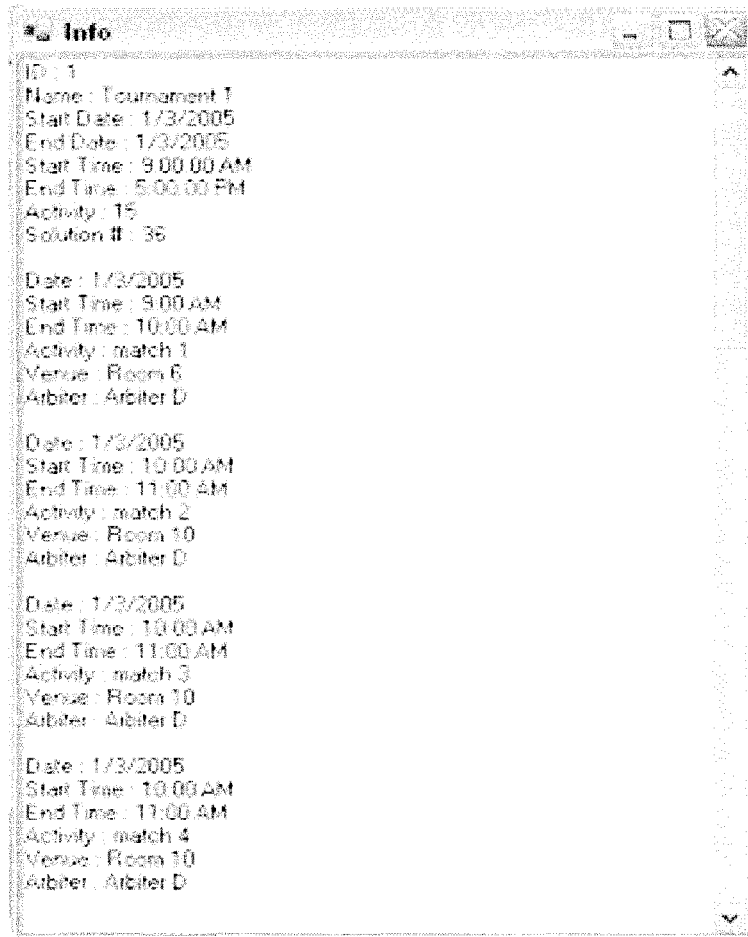 Info
ID : 1
Name : Tournament 1
Start Date : 1/3/2005
End Date : 1/3/2005
Start Time : 9:00:00 AM
End Time : 5:00:00 PM
Activity : 15
Solution # : 36
Date : 1/3/2005
Start Time : 9:00 AM
End Time : 10:00 AM
Activity : match 1
Venue : Room 6
Arbiter : Arbiter D
Date : 1/3/2005
Start Time : 10:00 AM
End Time : 11:00 AM
Activity : match 2
Venue : Room 10
Arbiter : Arbiter D
Date : 1/3/2005
Start Time : 10:00 AM
End Time : 11:00 AM
Activity : match 3
Venue : Room 10
Arbiter : Arbiter D
Date : 1/3/2005
Start Time : 10:00 AM
End Time : 11:00 AM
Activity : match 4
Venue : Room 10
Arbiter : Arbiter D